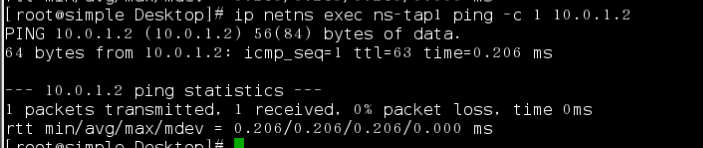 [root@simple Desktop]# ip netns exec ns-tap1 ping -c 1 10.0.1.2
PING 10.0.1.2 (10.0.1.2) 56(84) bytes of data.
64 bytes from 10.0.1.2: icmp_seq=1 ttl=63 time=0.206 ms
--- 10.0.1.2 ping statistics ---
1 packets transmitted, 1 received, 0% packet loss, time 0ms
rtt min/avg/max/mdev = 0.206/0.206/0.206/0.000 ms
[root@simple Desktop]#